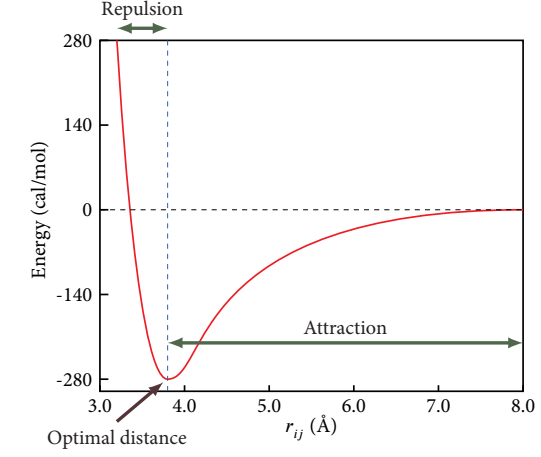 Repulsion
280
140
0
-140
-280
Energy (cal/mol)
Attraction
3.0 4.0 5.0 6.0 7.0 8.0
r_ij (Å)
Optimal distance